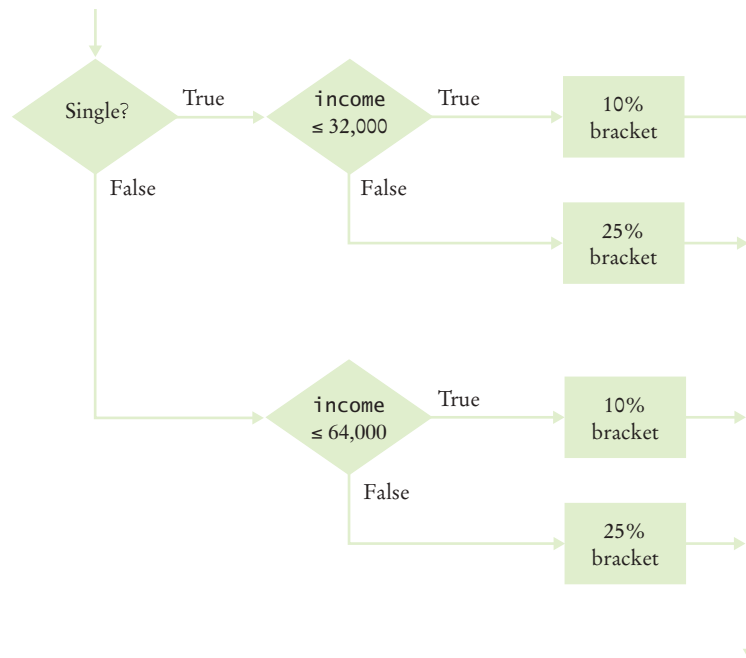 Single?
True
income
≤ 32,000
True
10%
bracket
False
False
25%
bracket
income
≤ 64,000
True
10%
bracket
False
25%
bracket